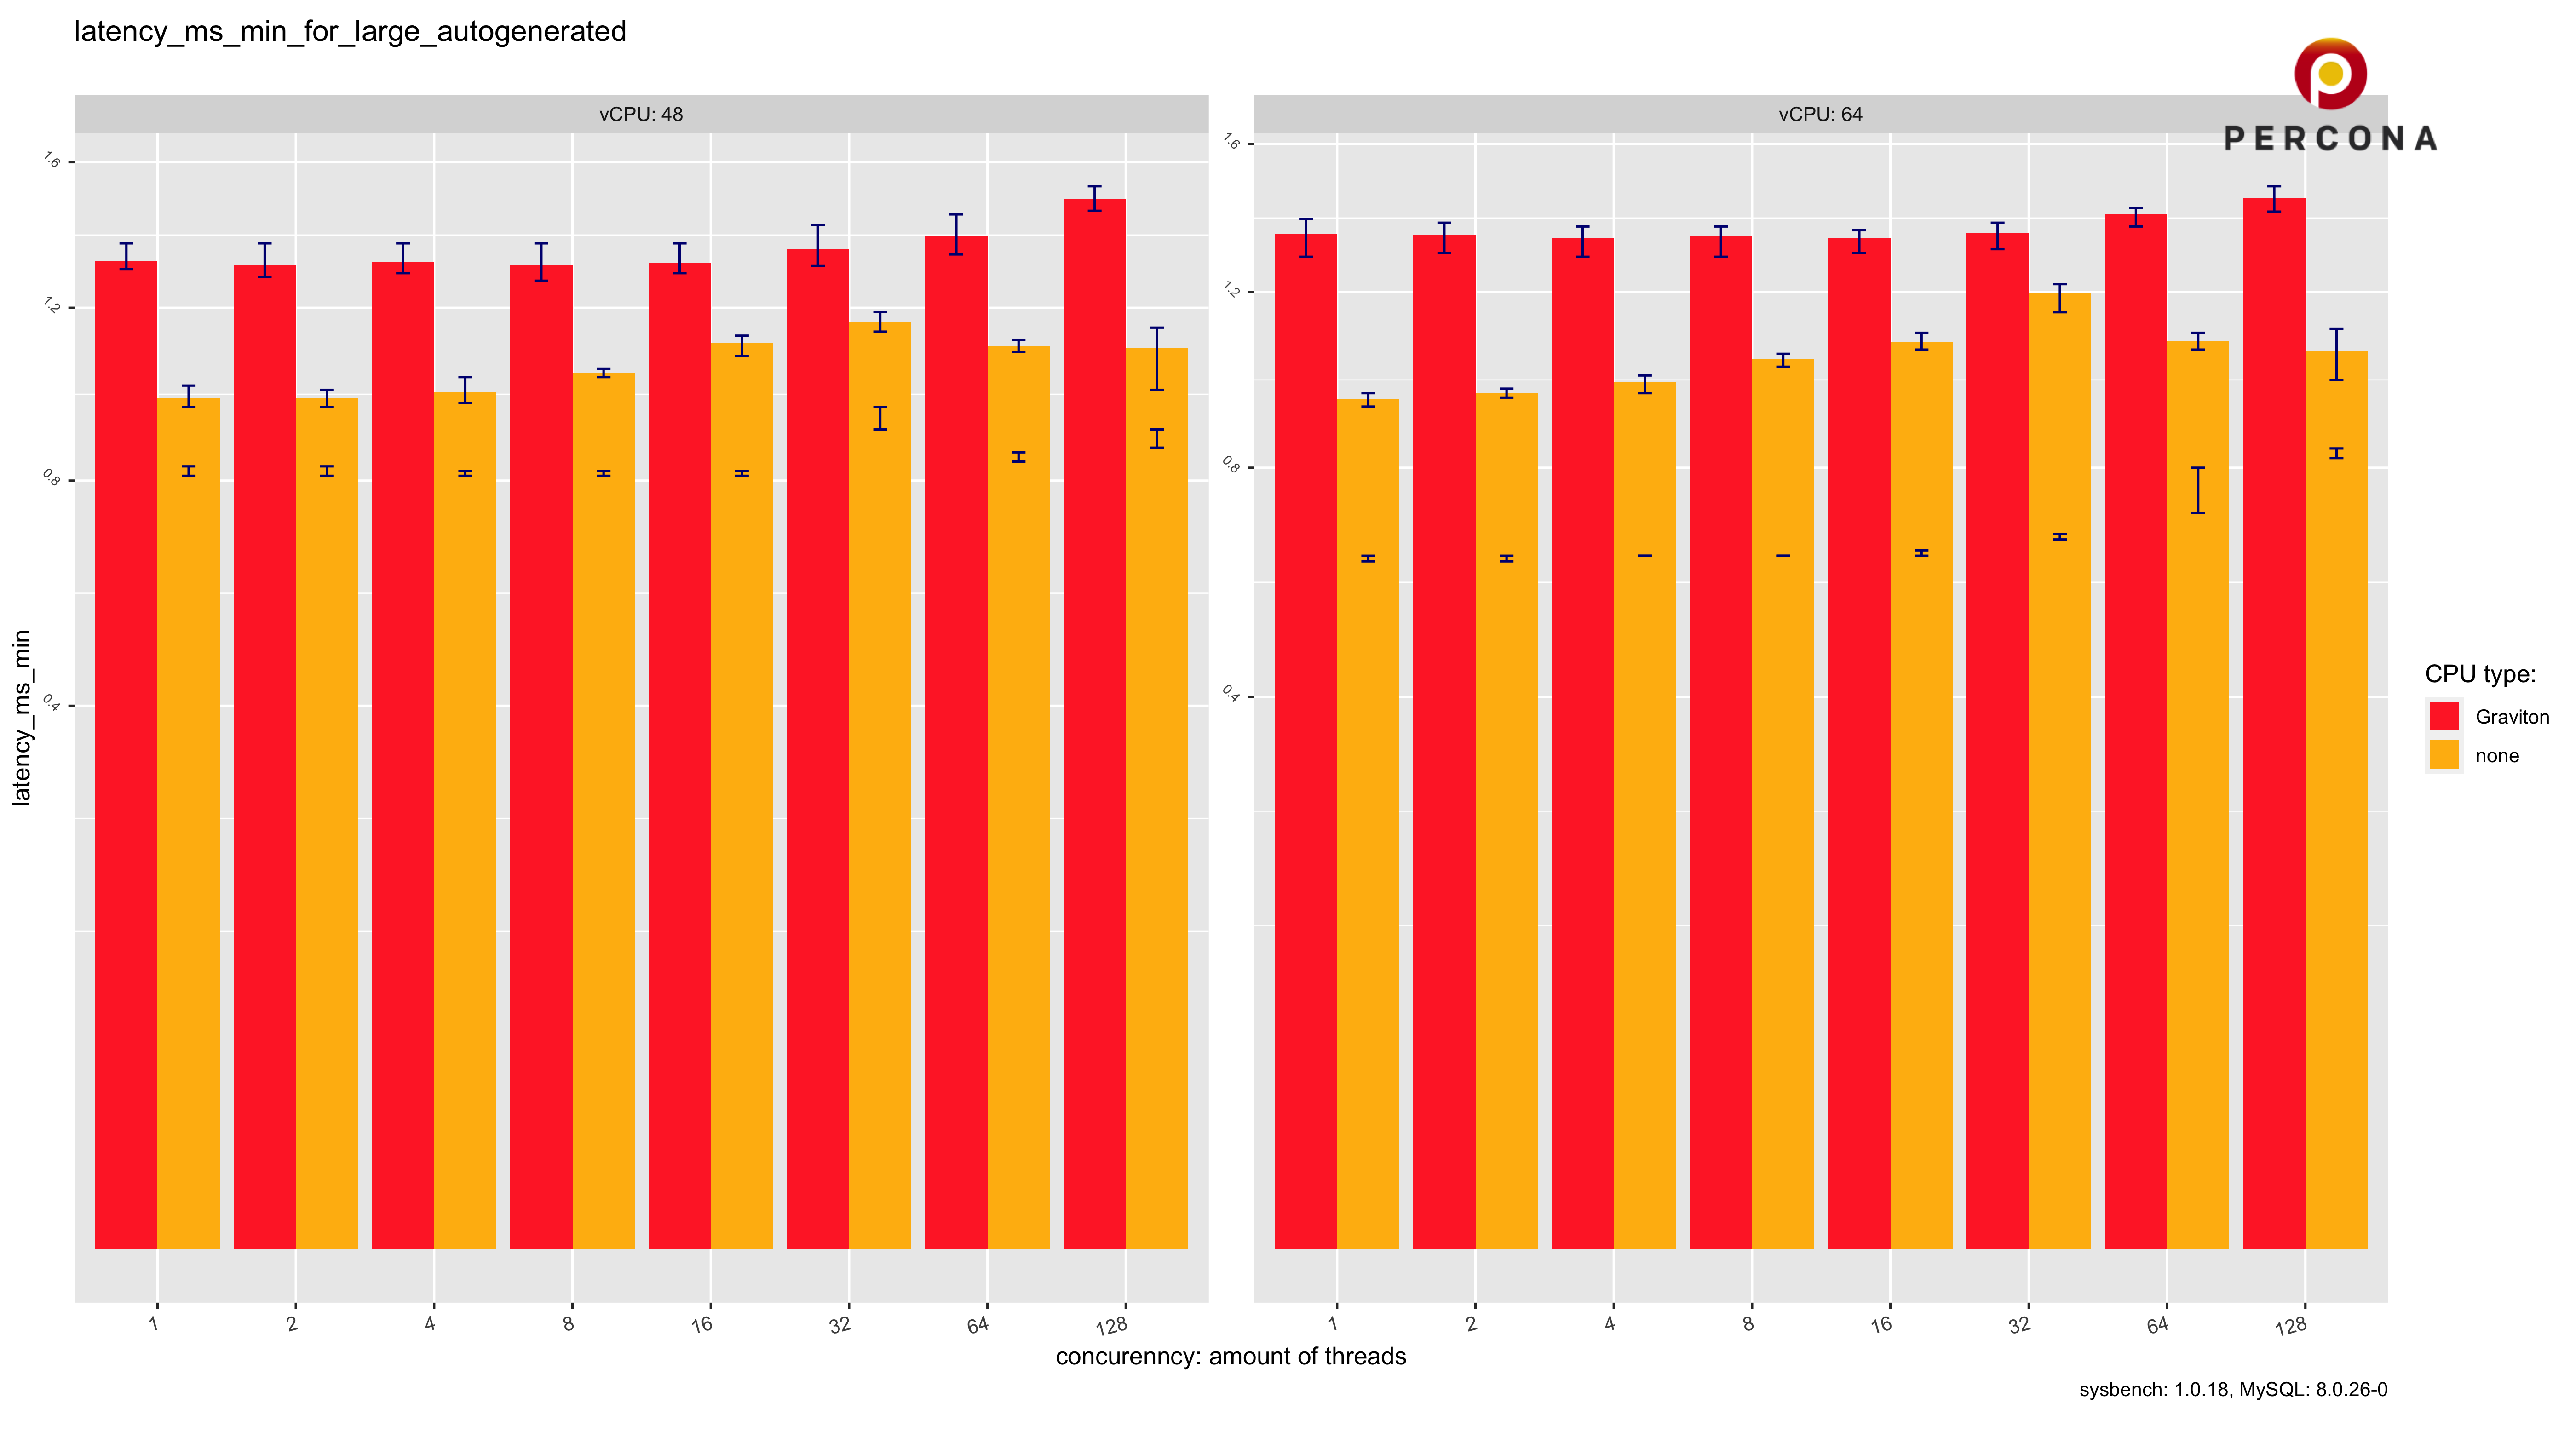 latency_ms_min_for_large_autogenerated
PERCONA
vCPU: 48
vCPU: 64
latency_ms_min
1.6
1.2
0.8
0.4
1.6
1.2
0.8
0.4
1 2 4 8 16 32 64 128
1 2 4 8 16 32 64 128
concurenncy: amount of threads
CPU type:
Graviton
none
sysbench: 1.0.18, MySQL: 8.0.26-0